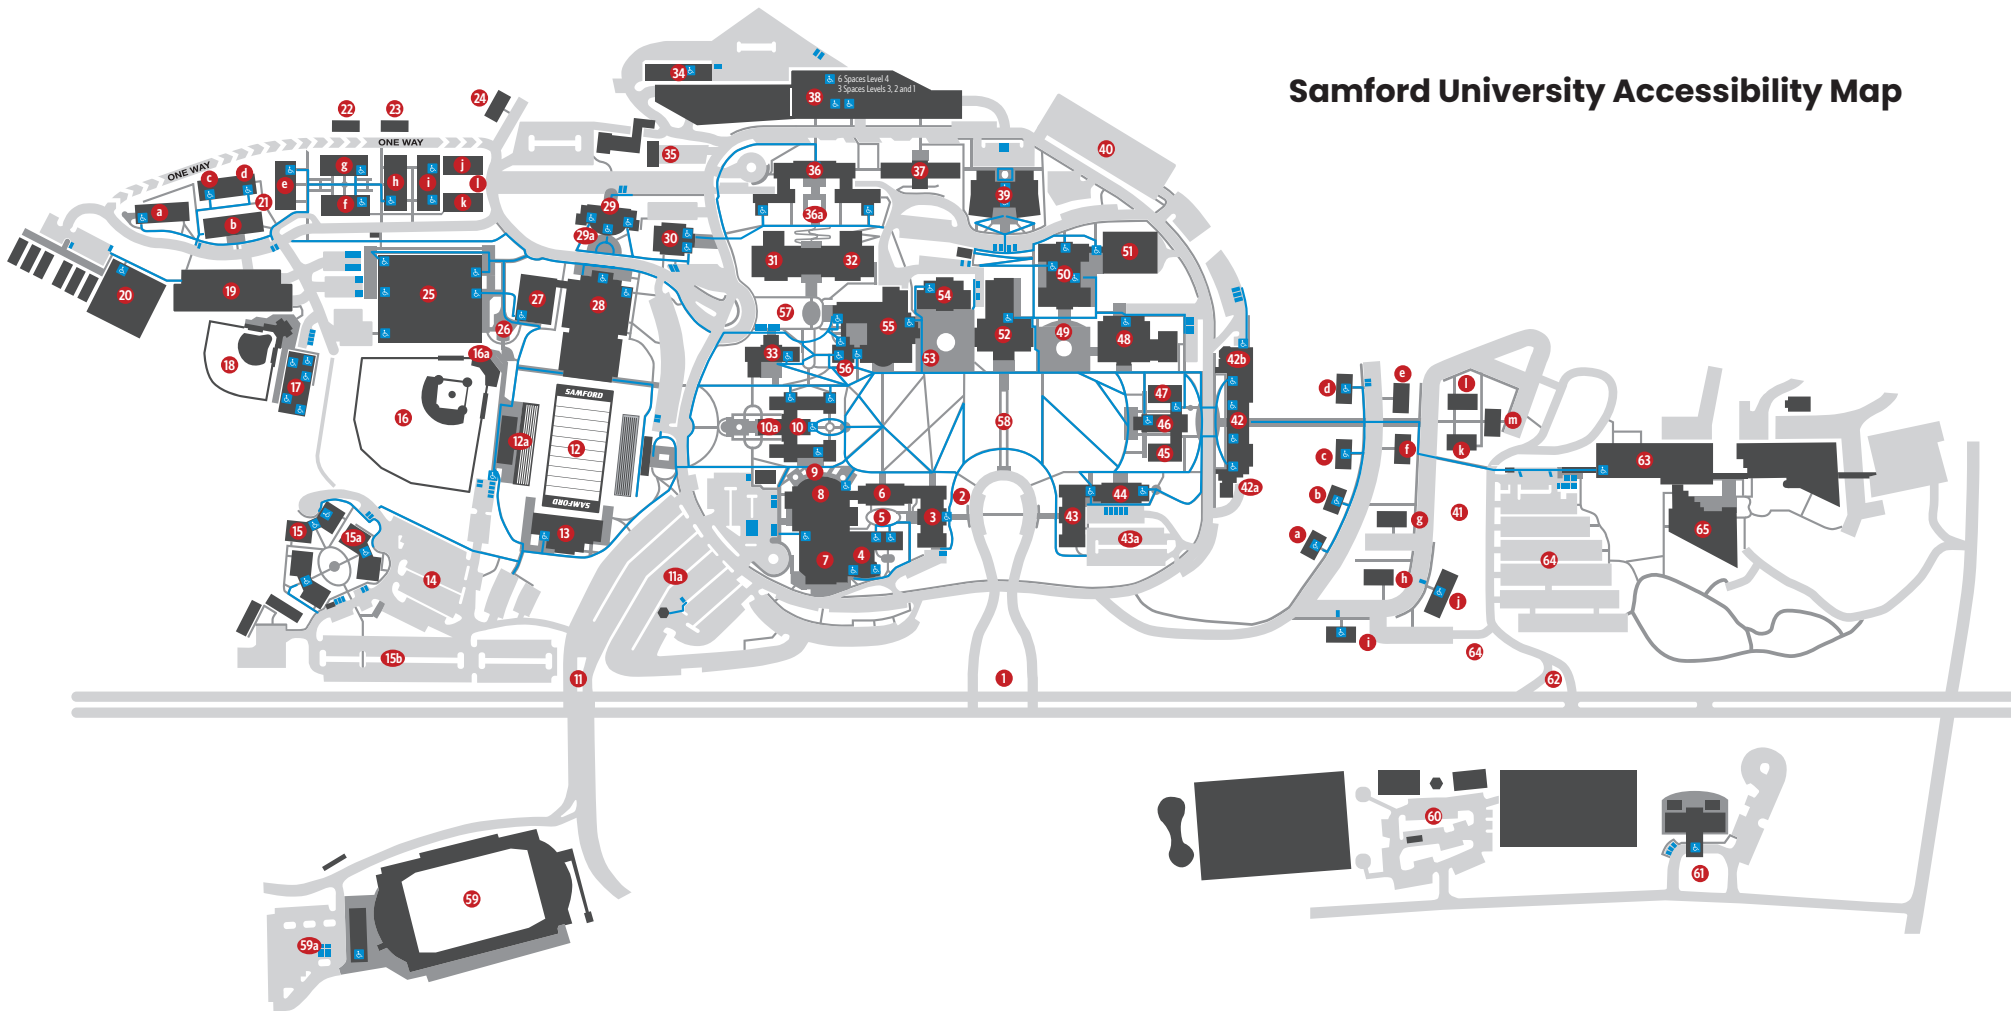 Samford University Accessibility Map
6 Spaces Level 4
3 Spaces Levels 3, 2 and 1
34
38
24
22
23
35
40
ONE WAY
ONE WAY
c
d
e
g
h
i
j
l
k
f
21
a
b
36
37
39
36a
29
29a
30
31
32
51
50
20
19
25
27
28
26
54
57
55
52
49
48
53
33
56
18
17
16a
16
42b
42
42a
47
46
45
58
10a
10
SAMFORD
12a
12
SAMFORD
13
9
8
6
5
3
2
4
7
44
43
43a
15
15a
14
15b
11a
11
1
d
e
l
m
c
f
k
b
a
g
41
h
j
i
64
64
62
63
65
59
59a
60
61